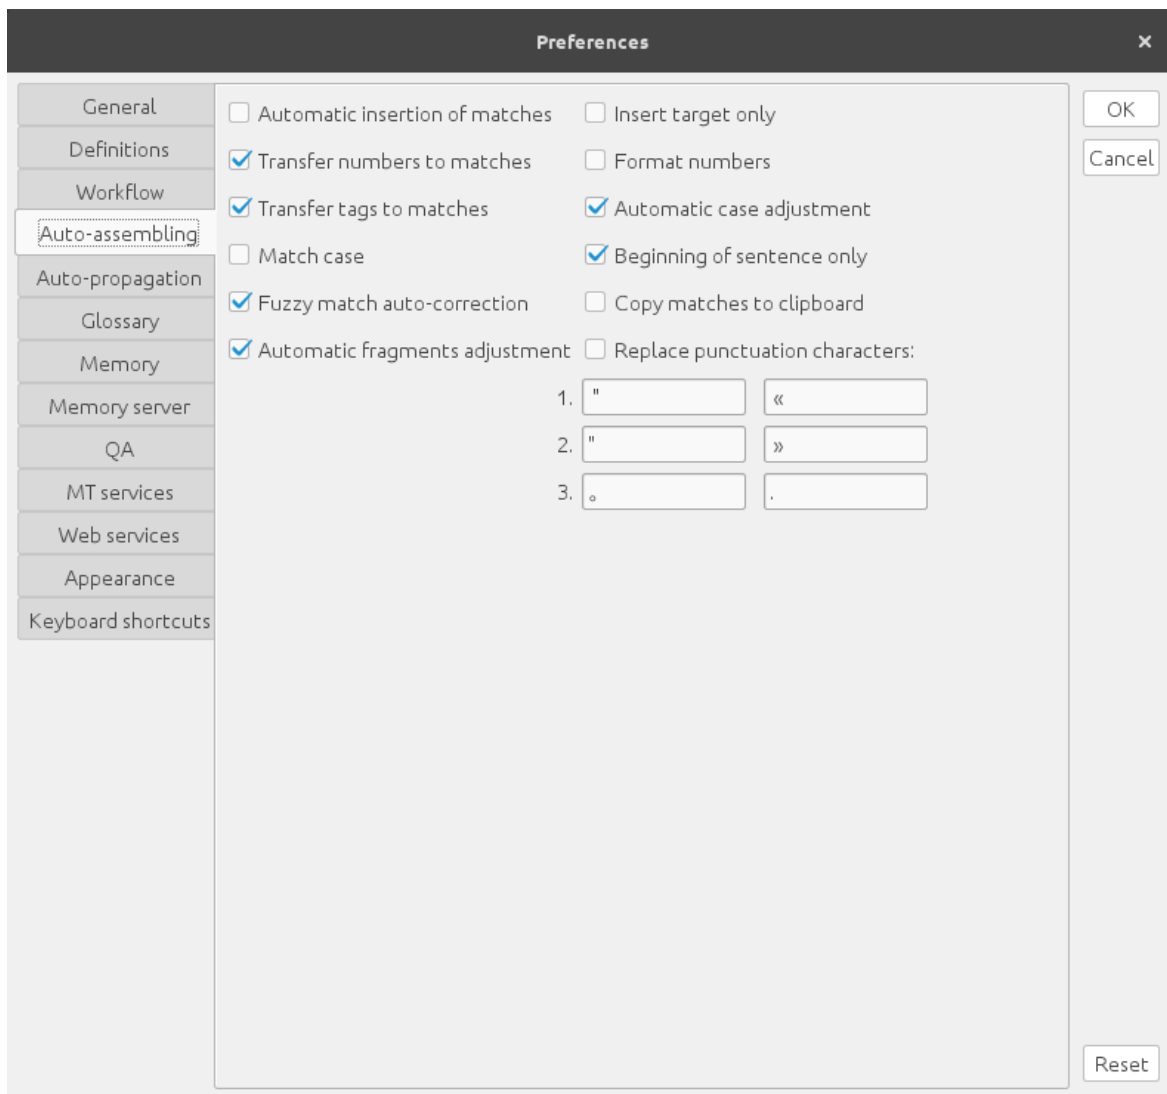 Preferences
×
General
Definitions
Workflow
Auto-assembling
Auto-propagation
Glossary
Memory
Memory server
QA
MT services
Web services
Appearance
Keyboard shortcuts
Automatic insertion of matches Insert target only
Transfer numbers to matches Format numbers
Transfer tags to matches Automatic case adjustment
Match case Beginning of sentence only
Fuzzy match auto-correction Copy matches to clipboard
Automatic fragments adjustment Replace punctuation characters:
1. " «
2. " »
3. 。 .
OK
Cancel
Reset